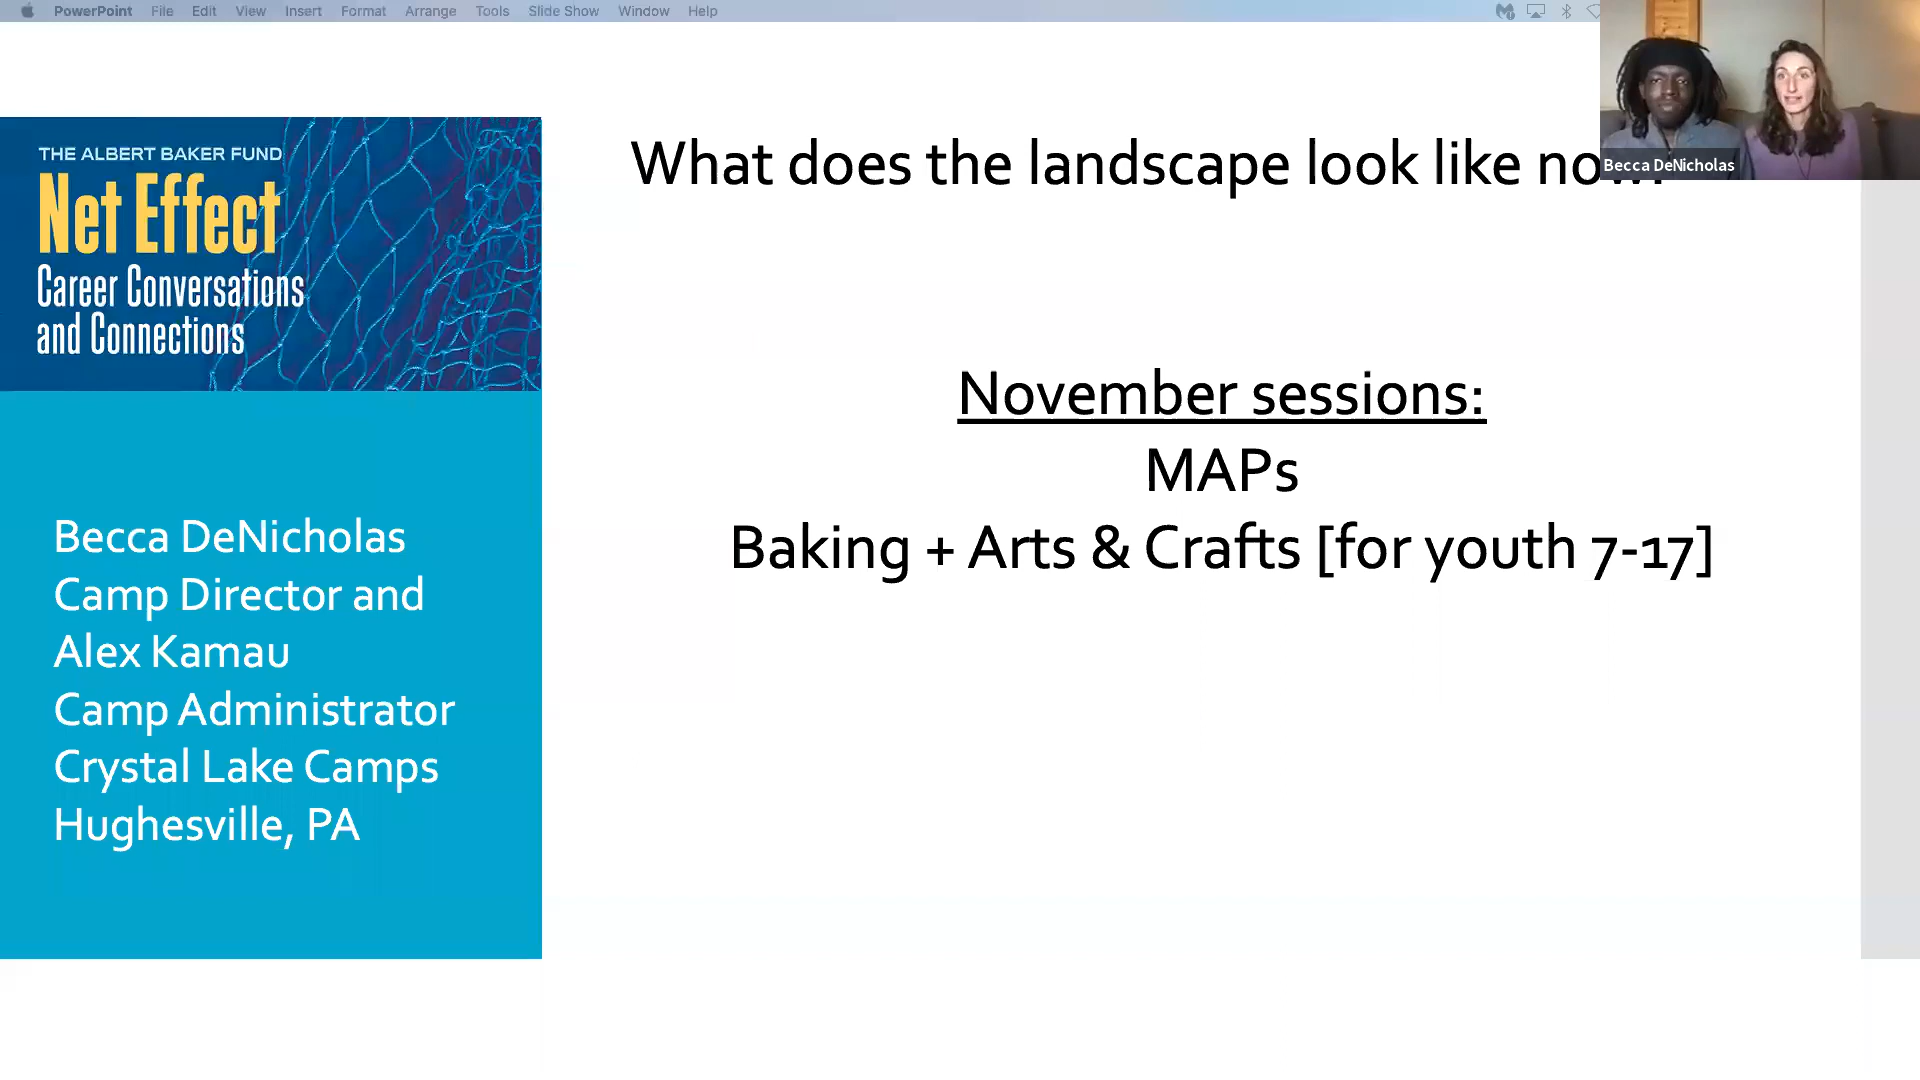 PowerPoint File Edit View Insert Format Arrange Tools Slide Show Window Help
THE ALBERT BAKER FUND
Net Effect
Career Conversations
and Connections
Becca DeNicholas
Camp Director and
Alex Kamau
Camp Administrator
Crystal Lake Camps
Hughesville, PA
What does the landscape look like now?
November sessions:
MAPs
Baking + Arts & Crafts [for youth 7-17]
Becca DeNicholas